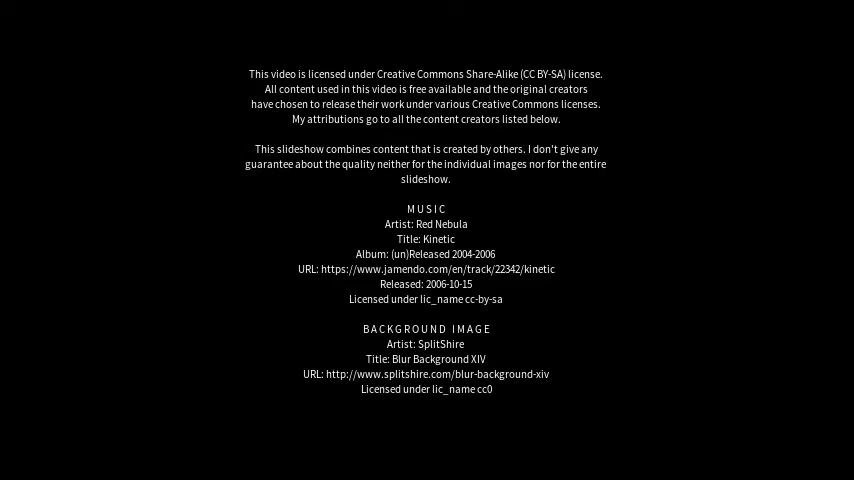 This video is licensed under Creative Commons Share-Alike (CC BY-SA) license.
All content used in this video is free available and the original creators
have chosen to release their work under various Creative Commons licenses.
My attributions go to all the content creators listed below.
This slideshow combines content that is created by others. I don't give any
guarantee about the quality neither for the individual images nor for the entire
slideshow.
MUSIC
Artist: Red Nebula
Title: Kinetic
Album: (un)Released 2004-2006
URL: https://www.jamendo.com/en/track/22342/kinetic
Released: 2006-10-15
Licensed under lic_name cc-by-sa
BACKGROUND IMAGE
Artist: SplitShire
Title: Blur Background XIV
URL: http://www.splitshire.com/blur-background-xiv
Licensed under lic_name cc0